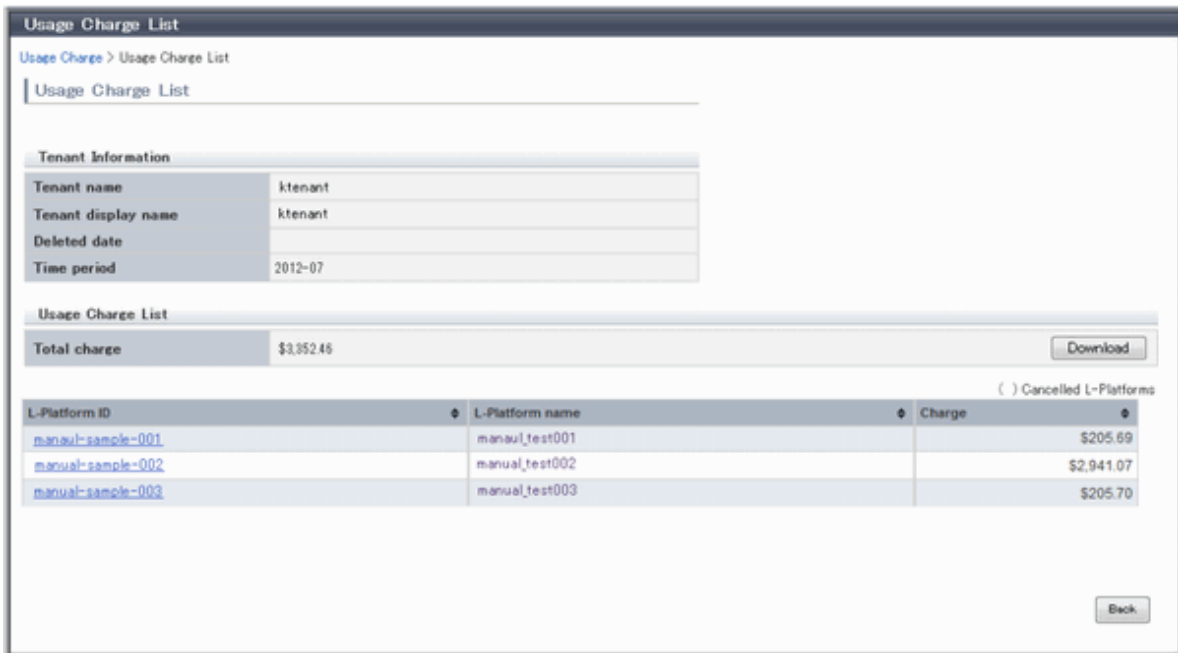 Usage Charge List
Usage Charge > Usage Charge List
Usage Charge List
Tenant Information
Tenant name ktenant
Tenant display name ktenant
Deleted date
Time period 2012-07
Usage Charge List
Total charge $3,352.46 Download
( ) Cancelled L-Platforms
L-Platform ID L-Platform name Charge
manaul-sample-001 manaul_test001 $205.69
manual-sample-002 manual_test002 $2,941.07
manual-sample-003 manual_test003 $205.70
Back